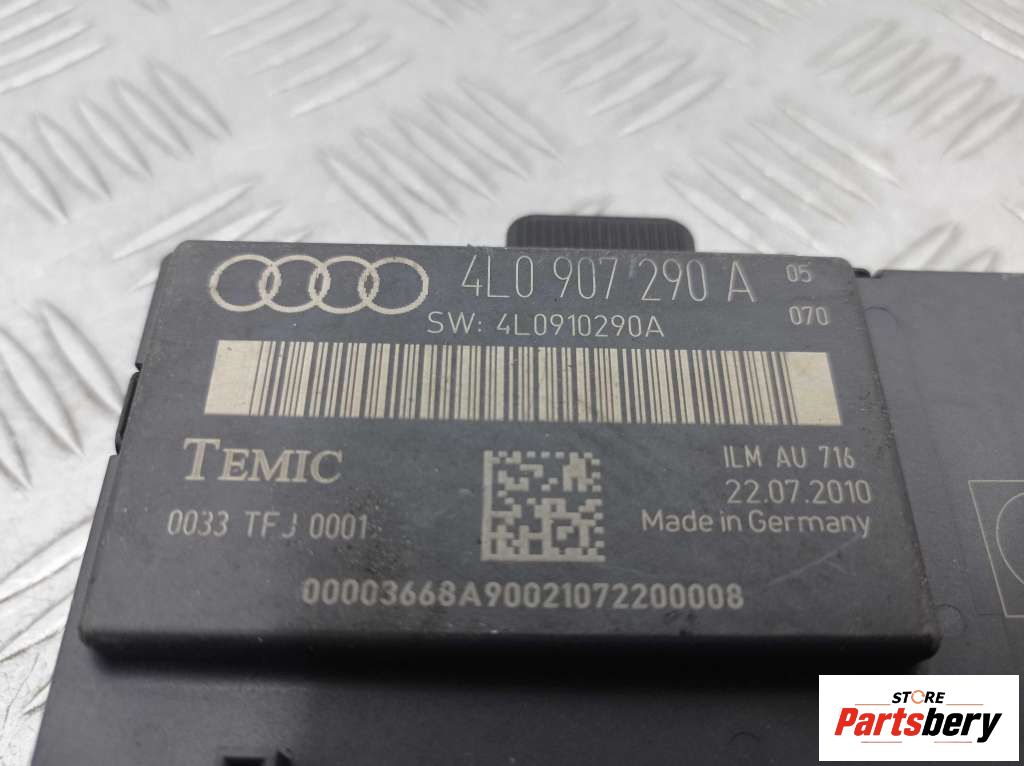 4L0 907 290 A 05
070
SW: 4L0910290A
TEMIC
ILM AU 716
22.07.2010
0033 TFJ 0001
Made in Germany
00003668A90021072200008
STORE
Partsbery